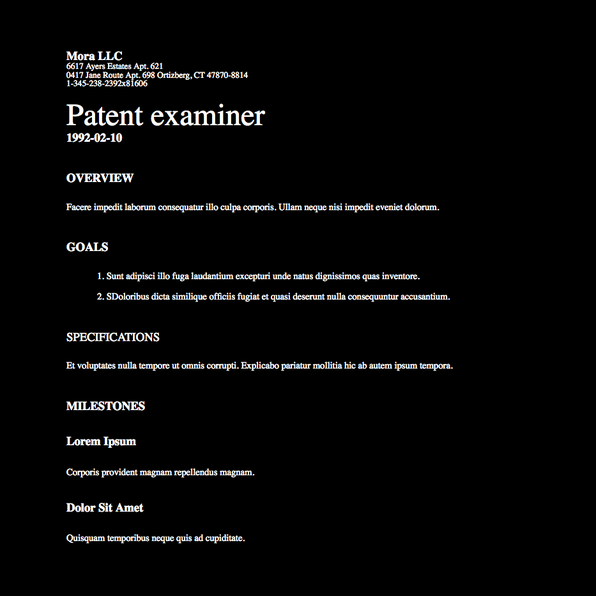 Mora LLC
6617 Ayers Estates Apt. 621
0417 Jane Route Apt. 698 Ortizberg, CT 47870-8814
1-345-238-2392x81606
Patent examiner
1992-02-10
OVERVIEW
Facere impedit laborum consequatur illo culpa corporis. Ullam neque nisi impedit eveniet dolorum.
GOALS
1. Sunt adipisci illo fuga laudantium excepturi unde natus dignissimos quas inventore.
2. SDoloribus dicta similique officiis fugiat et quasi deserunt nulla consequuntur accusantium.
SPECIFICATIONS
Et voluptates nulla tempore ut omnis corrupti. Explicabo pariatur mollitia hic ab autem ipsum tempora.
MILESTONES
Lorem Ipsum
Corporis provident magnam repellendus magnam.
Dolor Sit Amet
Quisquam temporibus neque quis ad cupiditate.